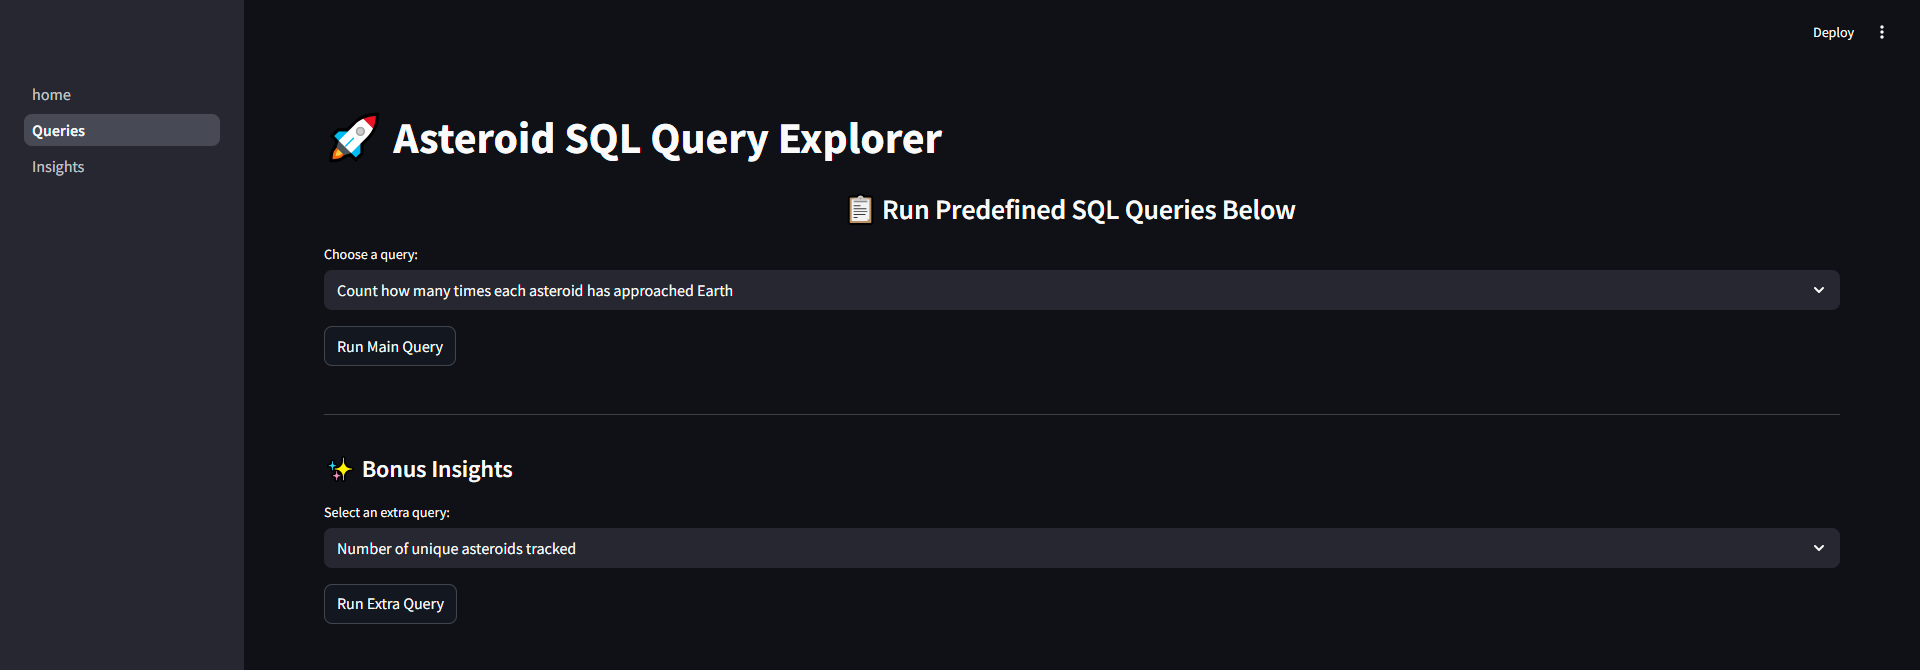 Deploy
home
Queries
Insights
Asteroid SQL Query Explorer
Run Predefined SQL Queries Below
Choose a query:
Count how many times each asteroid has approached Earth
Run Main Query
Bonus Insights
Select an extra query:
Number of unique asteroids tracked
Run Extra Query